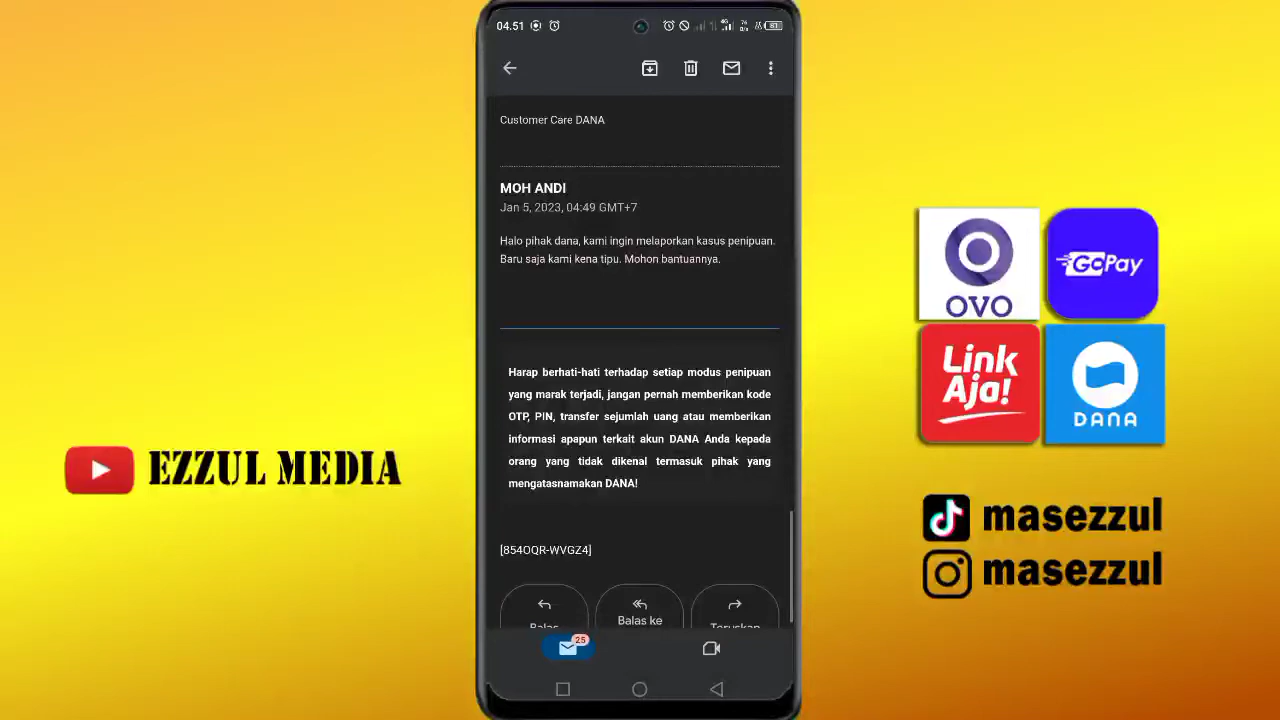 04.51
81
Customer Care DANA
MOH ANDI
Jan 5, 2023, 04:49 GMT+7
Halo pihak dana, kami ingin melaporkan kasus penipuan.
Baru saja kami kena tipu. Mohon bantuannya.
Harap berhati-hati terhadap setiap modus penipuan
yang marak terjadi, jangan pernah memberikan kode
OTP, PIN, transfer sejumlah uang atau memberikan
informasi apapun terkait akun DANA Anda kepada
orang yang tidak dikenal termasuk pihak yang
mengatasnamakan DANA!
[854OQR-WVGZ4]
Balas
Balas ke
Teruskan
25
EZZUL MEDIA
OVO
GoPay
Link
Aja!
DANA
masezzul
masezzul